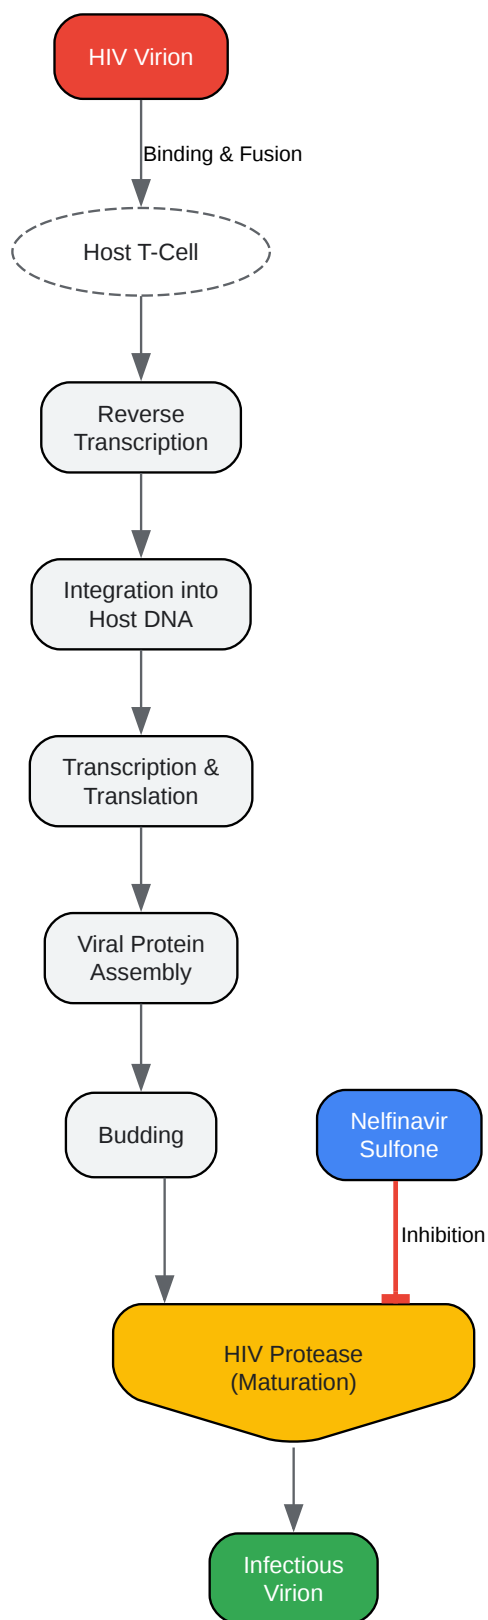 HIV Virion
Binding & Fusion
Host T-Cell
Reverse
Transcription
Integration into
Host DNA
Transcription &
Translation
Viral Protein
Assembly
Budding
Nelfinavir
Sulfone
Inhibition
HIV Protease
(Maturation)
Infectious
Virion